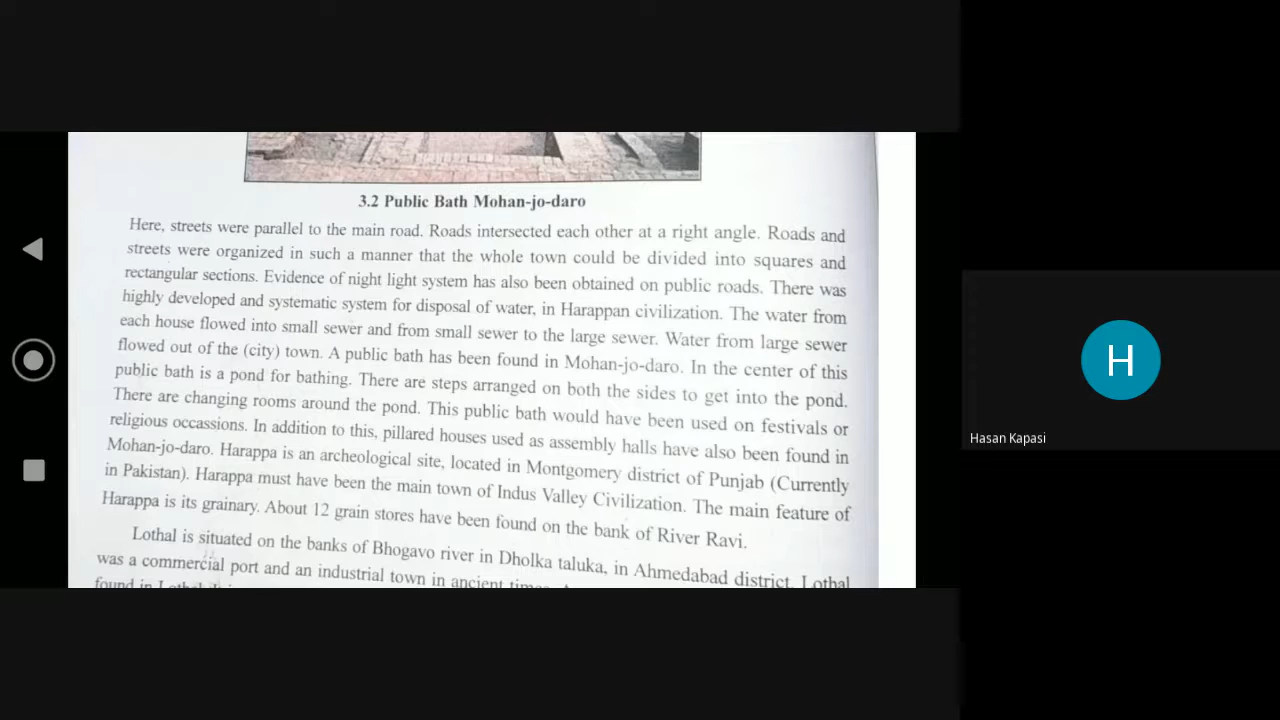 3.2 Public Bath Mohan-jo-daro
Here, streets were parallel to the main road. Roads intersected each other at a right angle. Roads and
streets were organized in such a manner that the whole town could be divided into squares and
rectangular sections. Evidence of night light system has also been obtained on public roads. There was
highly developed and systematic system for disposal of water, in Harappan civilization. The water from
each house flowed into small sewer and from small sewer to the large sewer. Water from large sewer
flowed out of the (city) town. A public bath has been found in Mohan-jo-daro. In the center of this
public bath is a pond for bathing. There are steps arranged on both the sides to get into the pond.
There are changing rooms around the pond. This public bath would have been used on festivals or
religious occassions. In addition to this, pillared houses used as assembly halls have also been found in
Mohan-jo-daro. Harappa is an archeological site, located in Montgomery district of Punjab (Currently
in Pakistan). Harappa must have been the main town of Indus Valley Civilization. The main feature of
Harappa is its grainary. About 12 grain stores have been found on the bank of River Ravi.
Lothal is situated on the banks of Bhogavo river in Dholka taluka, in Ahmedabad district. Lothal
was a commercial port and an industrial town in ancient
found in
H
Hasan Kapasi